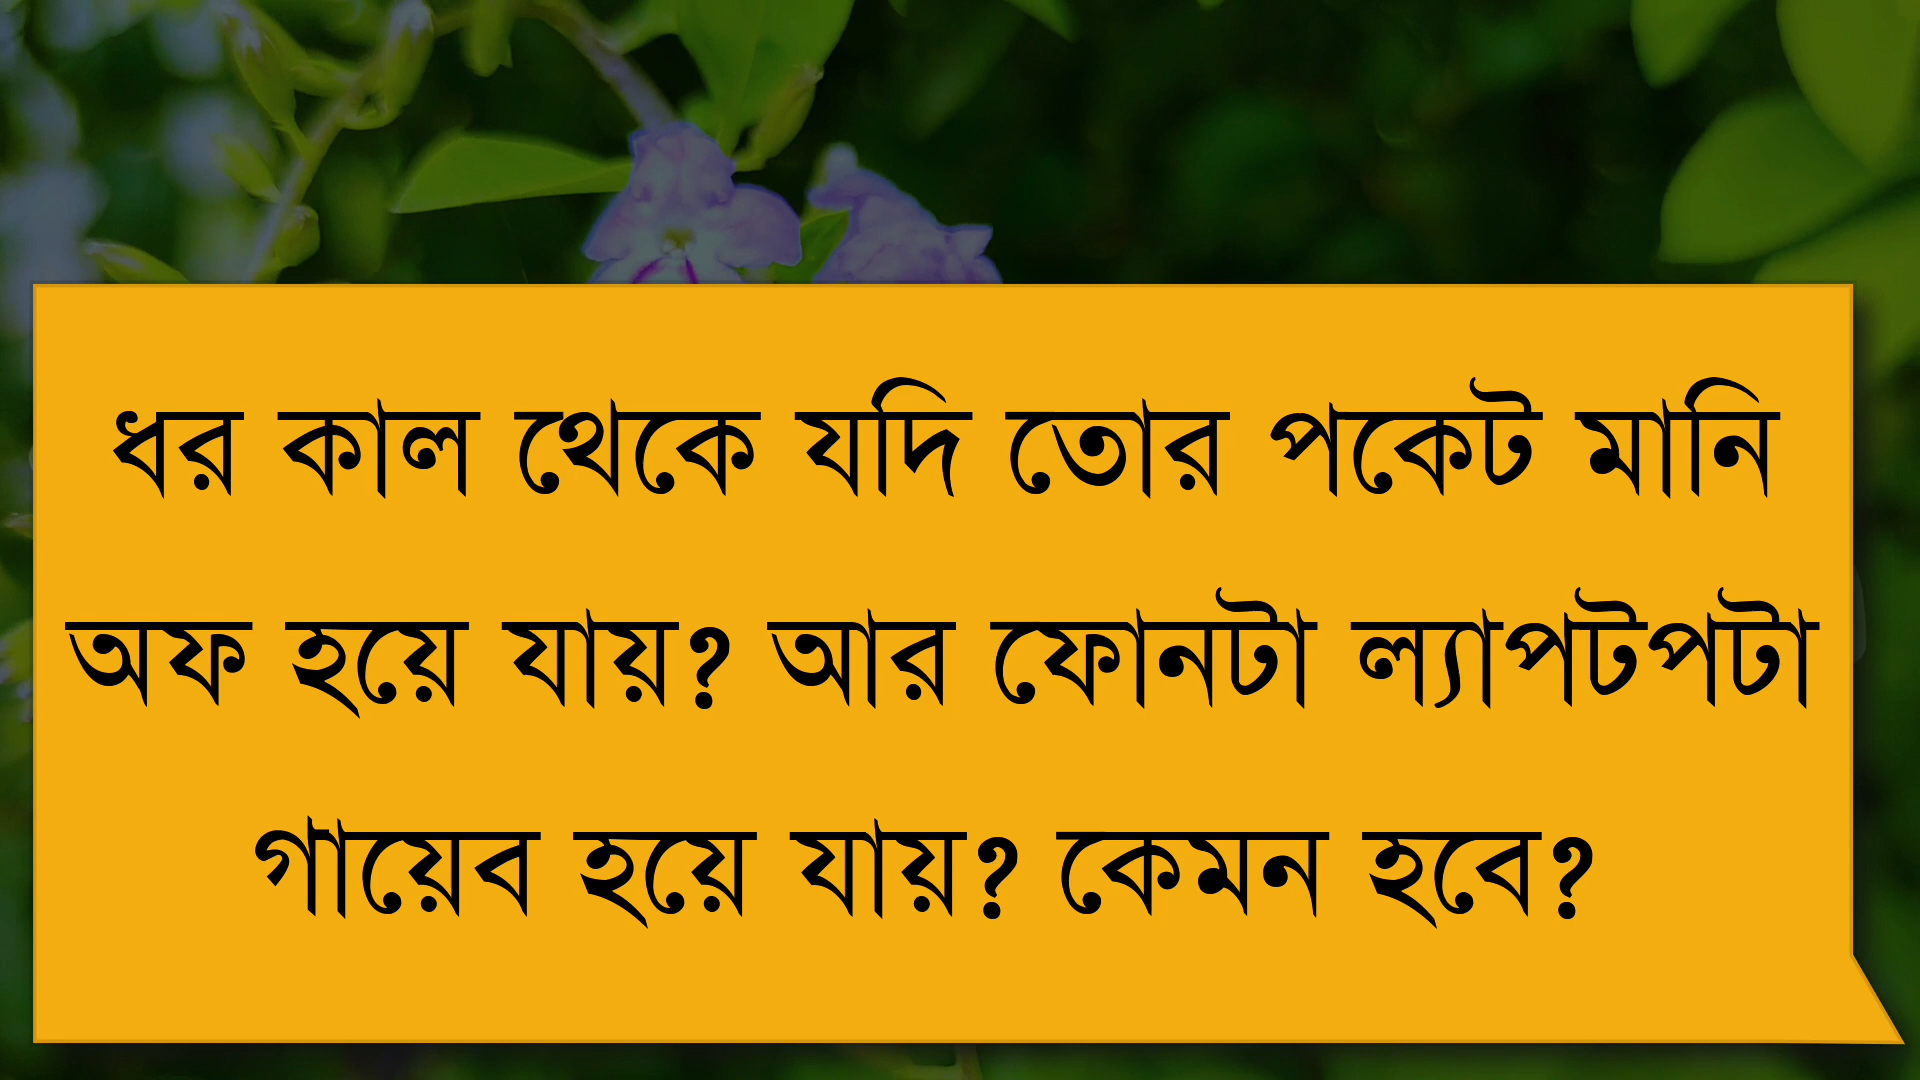 ধর কাল থেকে যদি তোর পকেট মানি
অফ হয়ে যায়? আর ফোনটা ল্যাপটপটা
গায়েব হয়ে যায়? কেমন হবে?